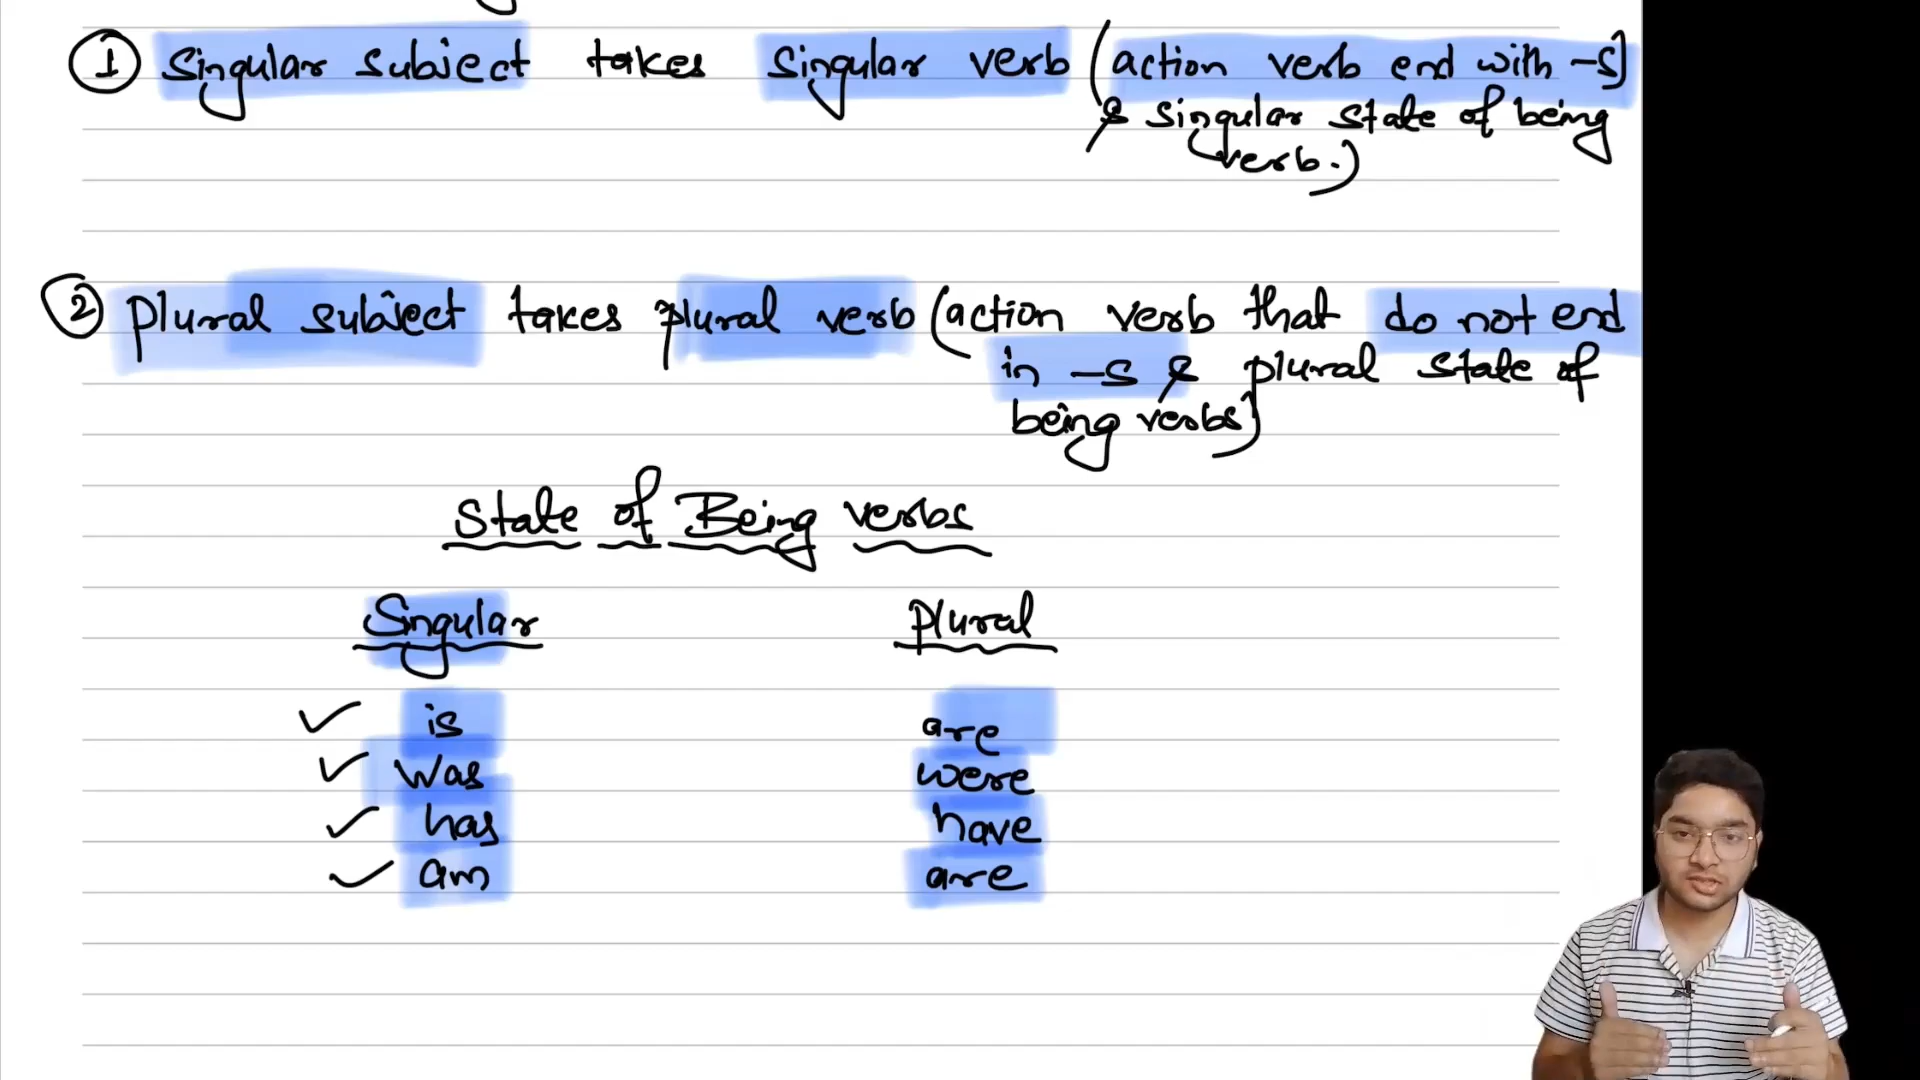 1 Singular subject takes singular verb (action verb end with -s)
& singular state of being
verb.)
2 plural subject takes plural verb (action verb that do not end
in -s & plural state of
being verbs)
State of Being verbs
Singular Plural
is are
was were
has have
am are